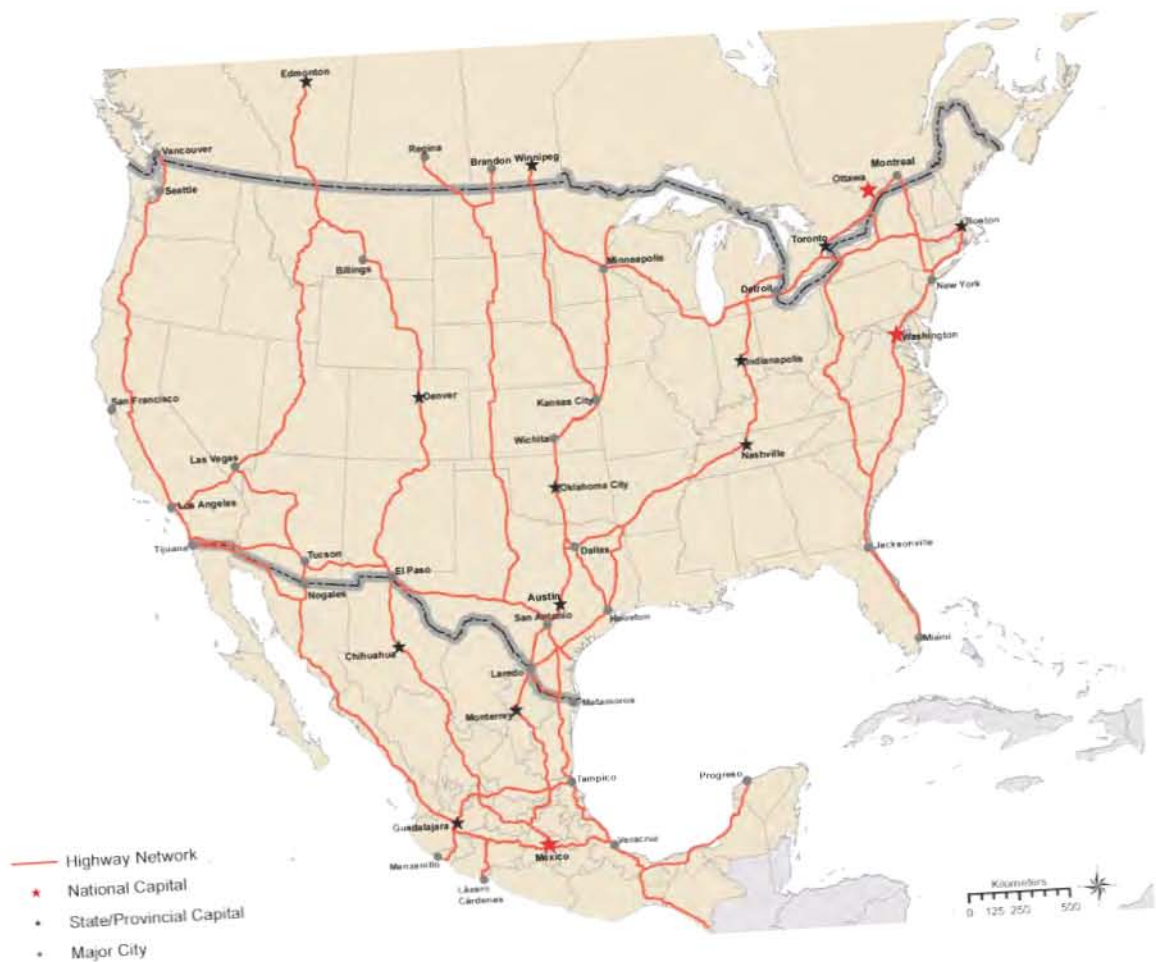 Edmonton
Vancouver
Regina
Brandon
Winnipeg
Montreal
Ottawa
Seattle
Boston
Toronto
Minneapolis
Billings
Detroit
New York
Washington
Indianapolis
Denver
Kansas City
San Francisco
Wichita
Nashville
Las Vegas
Oklahoma City
Los Angeles
Tijuana
Tucson
Dallas
Jacksonville
El Paso
Nogales
Austin
San Antonio
Houston
Miami
Chihuahua
Laredo
Matamoros
Monterrey
Tampico
Progreso
Guadalajara
Veracruz
Manzanillo
México
Lázaro
Cárdenas
Highway Network
National Capital
State/Provincial Capital
Major City
Kilometers
0 125 250 500